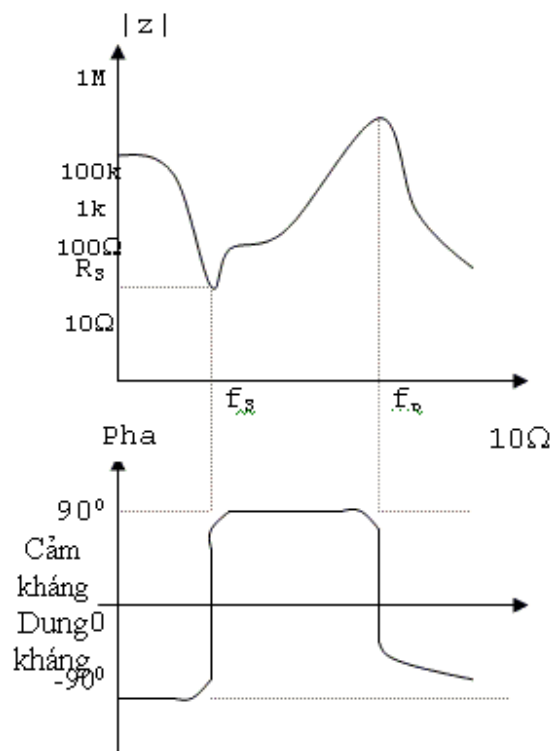 |z|
1M
100k
1k
100Ω
Rs
10Ω
fs
fp
Pha
10Ω
90⁰
Cảm
kháng
Dung0
kháng
-90⁰